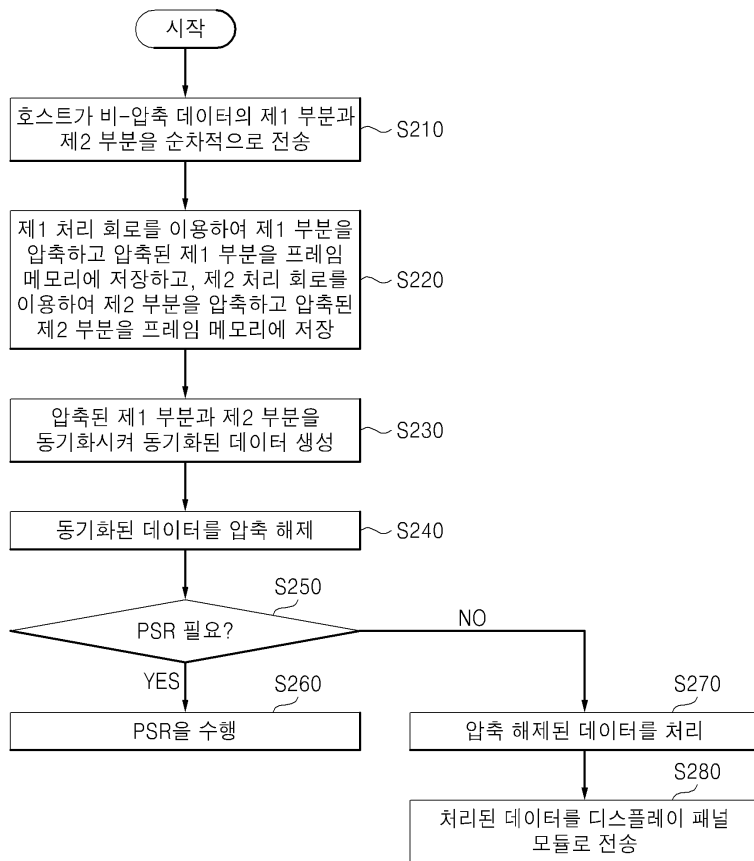 시작
호스트가 비-압축 데이터의 제1 부분과
제2 부분을 순차적으로 전송
S210
제1 처리 회로를 이용하여 제1 부분을
압축하고 압축된 제1 부분을 프레임
메모리에 저장하고, 제2 처리 회로를
이용하여 제2 부분을 압축하고 압축된
제2 부분을 프레임 메모리에 저장
S220
압축된 제1 부분과 제2 부분을
동기화시켜 동기화된 데이터 생성
S230
동기화된 데이터를 압축 해제
S240
S250
PSR 필요?
NO
YES
S260
PSR을 수행
S270
압축 해제된 데이터를 처리
S280
처리된 데이터를 디스플레이 패널
모듈로 전송